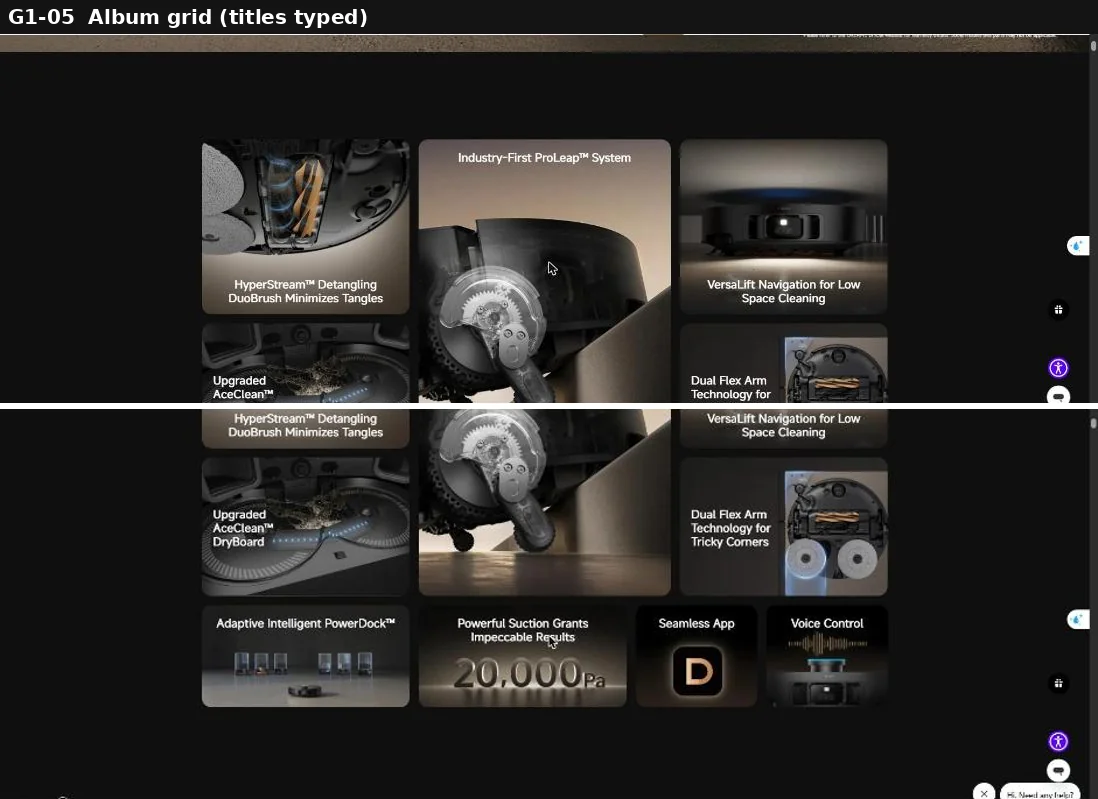 G1-05 Album grid (titles typed)
Industry-First ProLeap™ System
HyperStream™ Detangling
DuoBrush Minimizes Tangles
VersaLift Navigation for Low
Space Cleaning
Upgraded
AceClean™
Dual Flex Arm
Technology for
HyperStream™ Detangling
DuoBrush Minimizes Tangles
VersaLift Navigation for Low
Space Cleaning
Upgraded
AceClean™
DryBoard
Dual Flex Arm
Technology for
Tricky Corners
Adaptive Intelligent PowerDock™
Powerful Suction Grants
Impeccable Results
20,000Pa
Seamless App
D
Voice Control
Hi. Need any help?